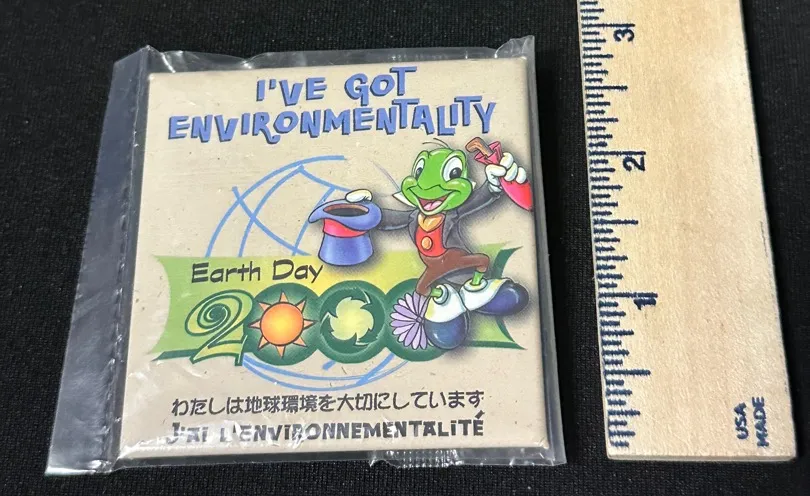 I'VE GOT
ENVIRONMENTALITY
Earth Day
2000
わたしは地球環境を大切にしています
J'AI L'ENVIRONNEMENTALITÉ
3
2
1
USA
MADE